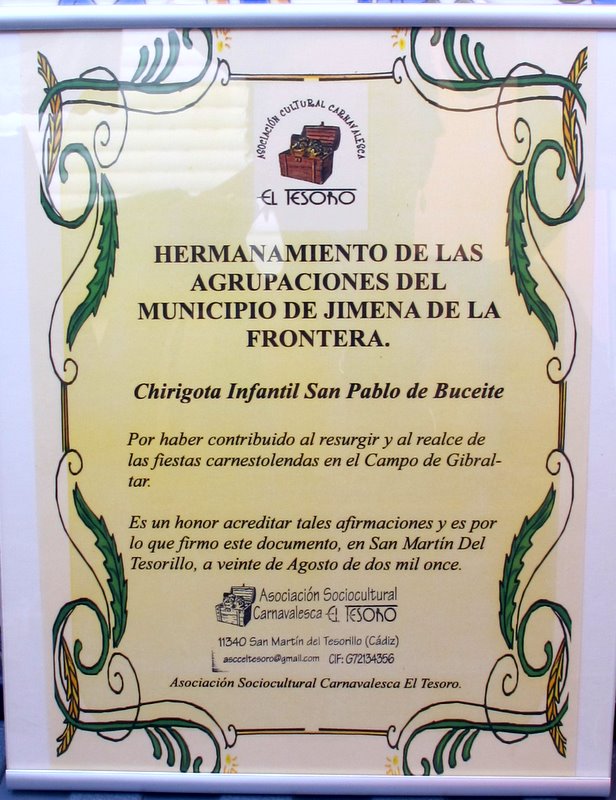 ASOCIACIÓN CULTURAL CARNAVALESCA
EL TESORO
HERMANAMIENTO DE LAS
AGRUPACIONES DEL
MUNICIPIO DE JIMENA DE LA
FRONTERA.
Chirigota Infantil San Pablo de Buceite
Por haber contribuido al resurgir y al realce de
las fiestas carnestolendas en el Campo de Gibral-
tar.
Es un honor acreditar tales afirmaciones y es por
lo que firmo este documento, en San Martín Del
Tesorillo, a veinte de Agosto de dos mil once.
Asociación Sociocultural
Carnavalesca EL TESORO
11340 San Martín del Tesorillo (Cádiz)
ascceltesoro@gmail.com CIF: G72134356
Asociación Sociocultural Carnavalesca El Tesoro.